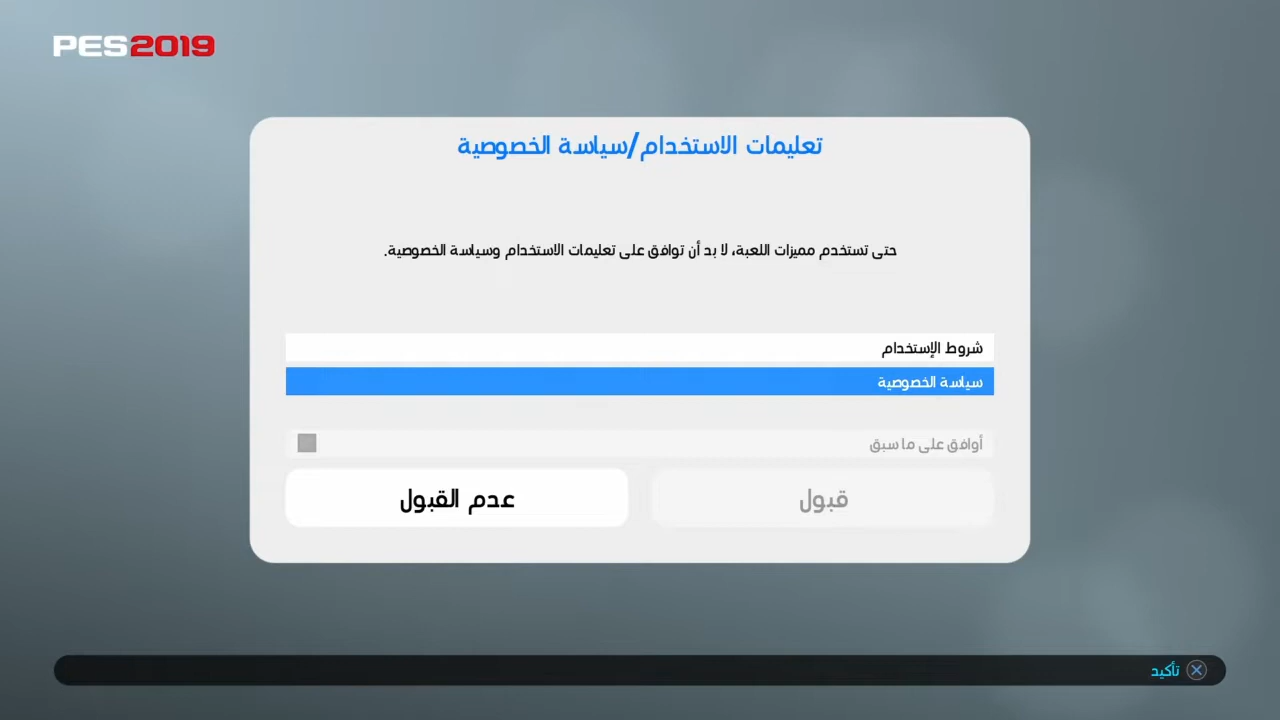 PES2019
تعليمات الاستخدام/سياسة الخصوصية
حتى تستخدم مميزات اللعبة، لا بد أن توافق على تعليمات الاستخدام وسياسة الخصوصية.
شروط الإستخدام
سياسة الخصوصية
أوافق على ما سبق
قبول
عدم القبول
تأكيد